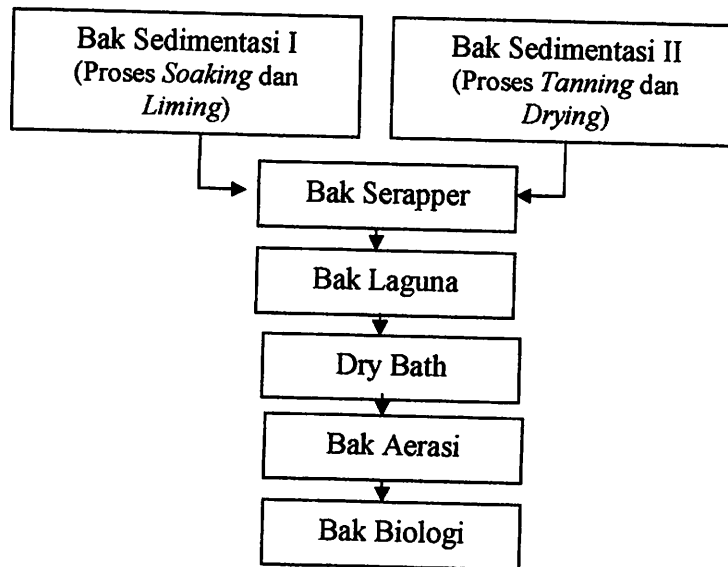 Bak Sedimentasi I
(Proses Soaking dan
Liming)
Bak Sedimentasi II
(Proses Tanning dan
Drying)
Bak Serapper
Bak Laguna
Dry Bath
Bak Aerasi
Bak Biologi